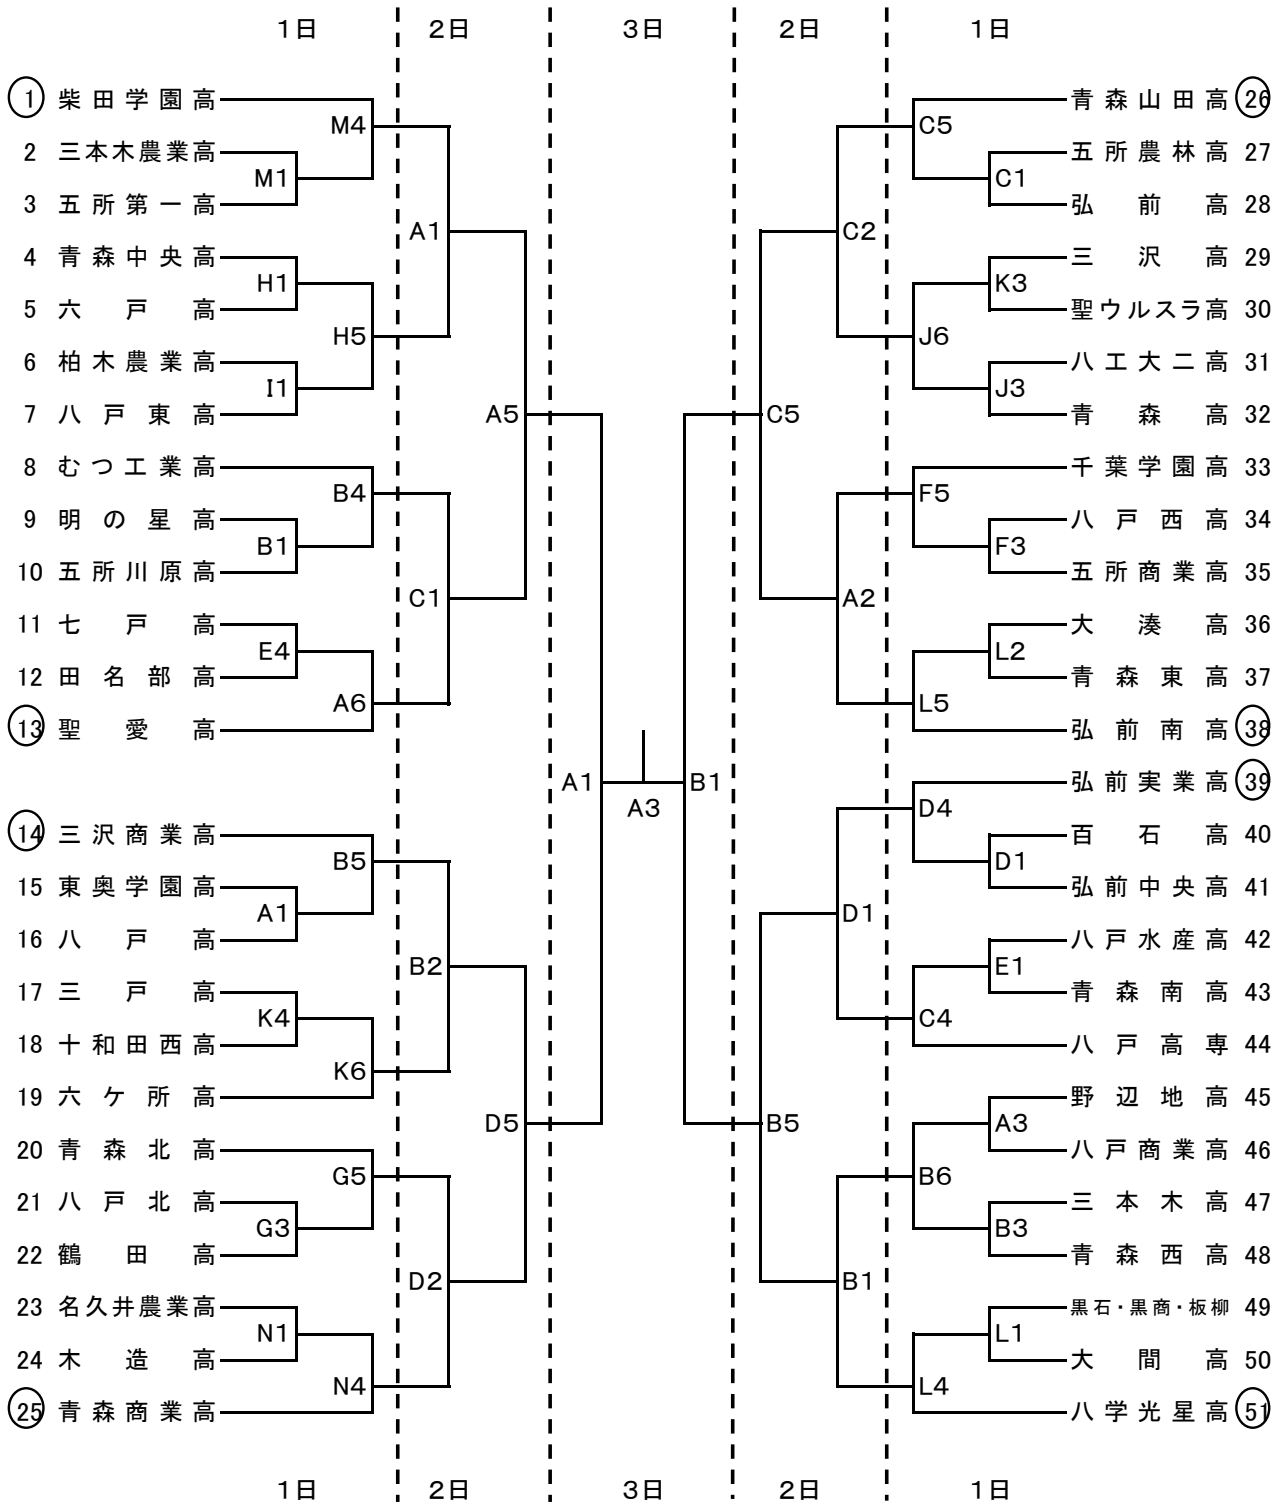 1日 2日 3日 2日 1日
1 柴田学園高
2 三本木農業高
3 五所第一高
4 青森中央高
5 六戸高
6 柏木農業高
7 八戸東高
8 むつ工業高
9 明の星高
10 五所川原高
11 七戸高
12 田名部高
13 聖愛高
14 三沢商業高
15 東奥学園高
16 八戸高
17 三戸高
18 十和田西高
19 六ケ所高
20 青森北高
21 八戸北高
22 鶴田高
23 名久井農業高
24 木造高
25 青森商業高
M4
M1
H1
H5
I1
B4
B1
E4
A6
B5
A1
K4
K6
G5
G3
N1
N4
A1
C1
B2
D2
A5
D5
A1
A3
B1
C5
B5
C2
A2
D1
B1
C5
C1
K3
J6
J3
F5
F3
L2
L5
D4
D1
E1
C4
A3
B6
B3
L1
L4
青森山田高 26
五所農林高 27
弘前高 28
三沢高 29
聖ウルスラ高 30
八工大二高 31
青森高 32
千葉学園高 33
八戸西高 34
五所商業高 35
大湊高 36
青森東高 37
弘前南高 38
弘前実業高 39
百石高 40
弘前中央高 41
八戸水産高 42
青森南高 43
八戸高専 44
野辺地高 45
八戸商業高 46
三本木高 47
青森西高 48
黒石・黒商・板柳 49
大間高 50
八学光星高 51
1日 2日 3日 2日 1日